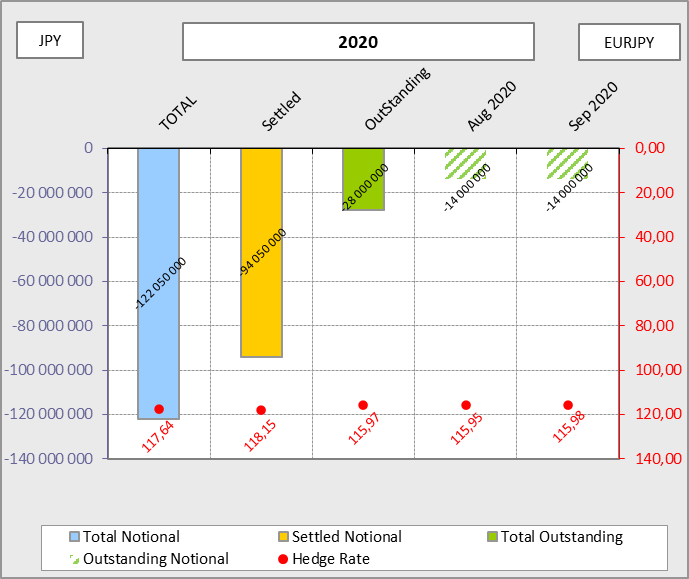 JPY
2020
EURJPY
TOTAL
Settled
OutStanding
Aug 2020
Sep 2020
0
-20 000 000
-40 000 000
-60 000 000
-80 000 000
-100 000 000
-120 000 000
-140 000 000
-122 050 000
-94 050 000
-28 000 000
-14 000 000
-14 000 000
117,64
118,15
115,97
115,95
115,98
0,00
20,00
40,00
60,00
80,00
100,00
120,00
140,00
Total Notional
Settled Notional
Total Outstanding
Outstanding Notional
Hedge Rate